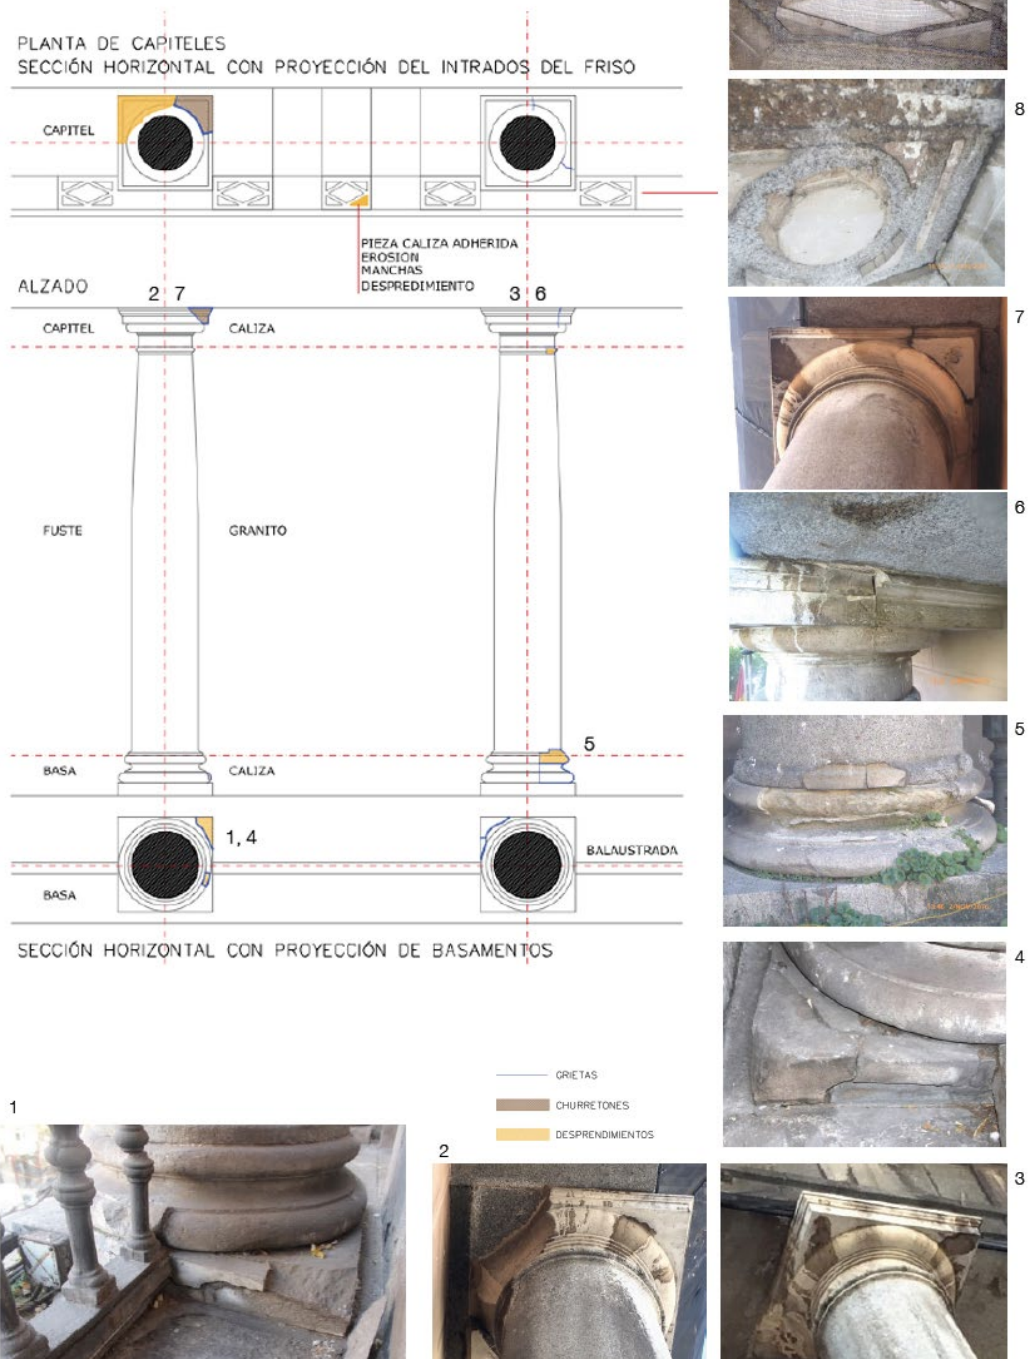 PLANTA DE CAPITELES
SECCIÓN HORIZONTAL CON PROYECCIÓN DEL INTRADOS DEL FRISO
CAPITEL
PIEZA CALIZA ADHERIDA
EROSION
MANCHAS
DESPREDIMIENTO
ALZADO
2 7
3 6
CAPITEL
CALIZA
FUSTE
GRANITO
5
BASA
CALIZA
1, 4
BALAUSTRADA
BASA
SECCIÓN HORIZONTAL CON PROYECCIÓN DE BASAMENTOS
GRIETAS
CHURRETONES
DESPRENDIMIENTOS
8
7
6
5
4
3
2
1